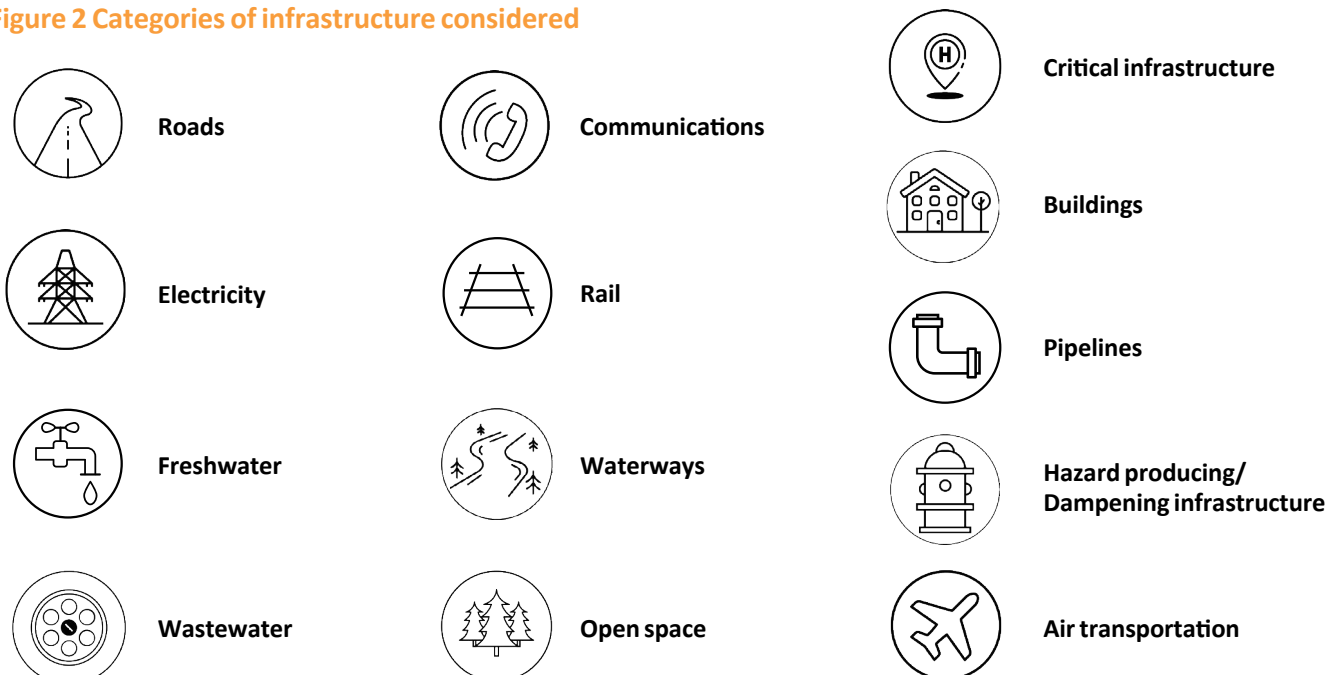 Figure 2 Categories of infrastructure considered
Roads
Electricity
Freshwater
Wastewater
Communications
Rail
Waterways
Open space
H
Critical infrastructure
Buildings
Pipelines
Hazard producing/
Dampening infrastructure
Air transportation